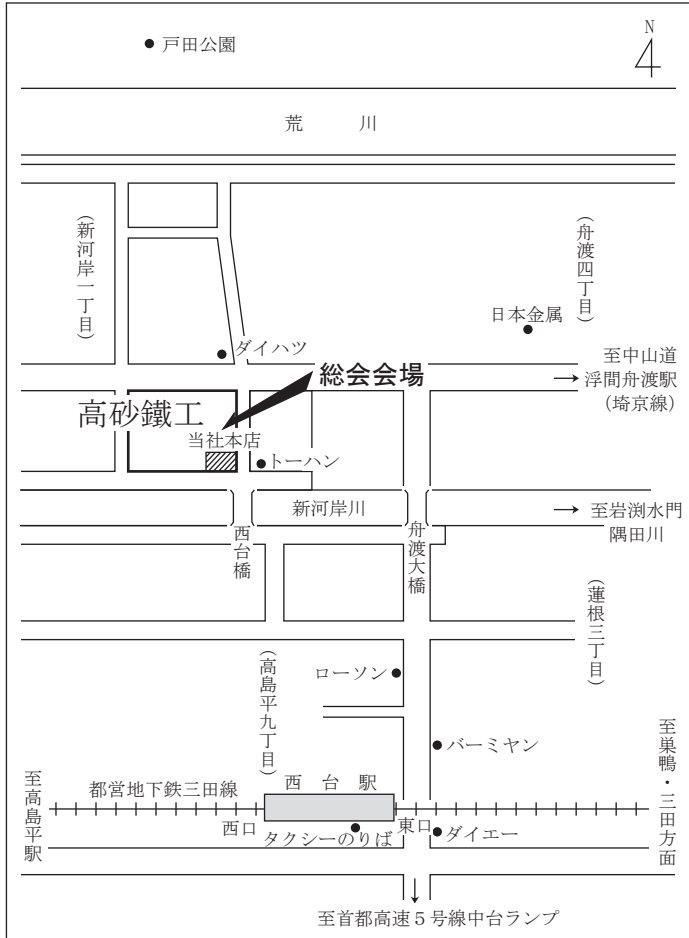 戸田公園
N
荒川
(新河岸一丁目)
(舟渡四丁目)
日本金属
ダイハツ
総会会場
至中山道
浮間舟渡駅
(埼京線)
高砂鐵工
当社本店
トーハン
新河岸川
至岩渕水門
隅田川
西台橋
舟渡大橋
(蓮根三丁目)
(高島平九丁目)
ローソン
バーミヤン
至巣鴨・三田方面
至高島平駅
都営地下鉄三田線
西台駅
西口
東口
タクシーのりば
ダイエー
至首都高速5号線中台ランプ